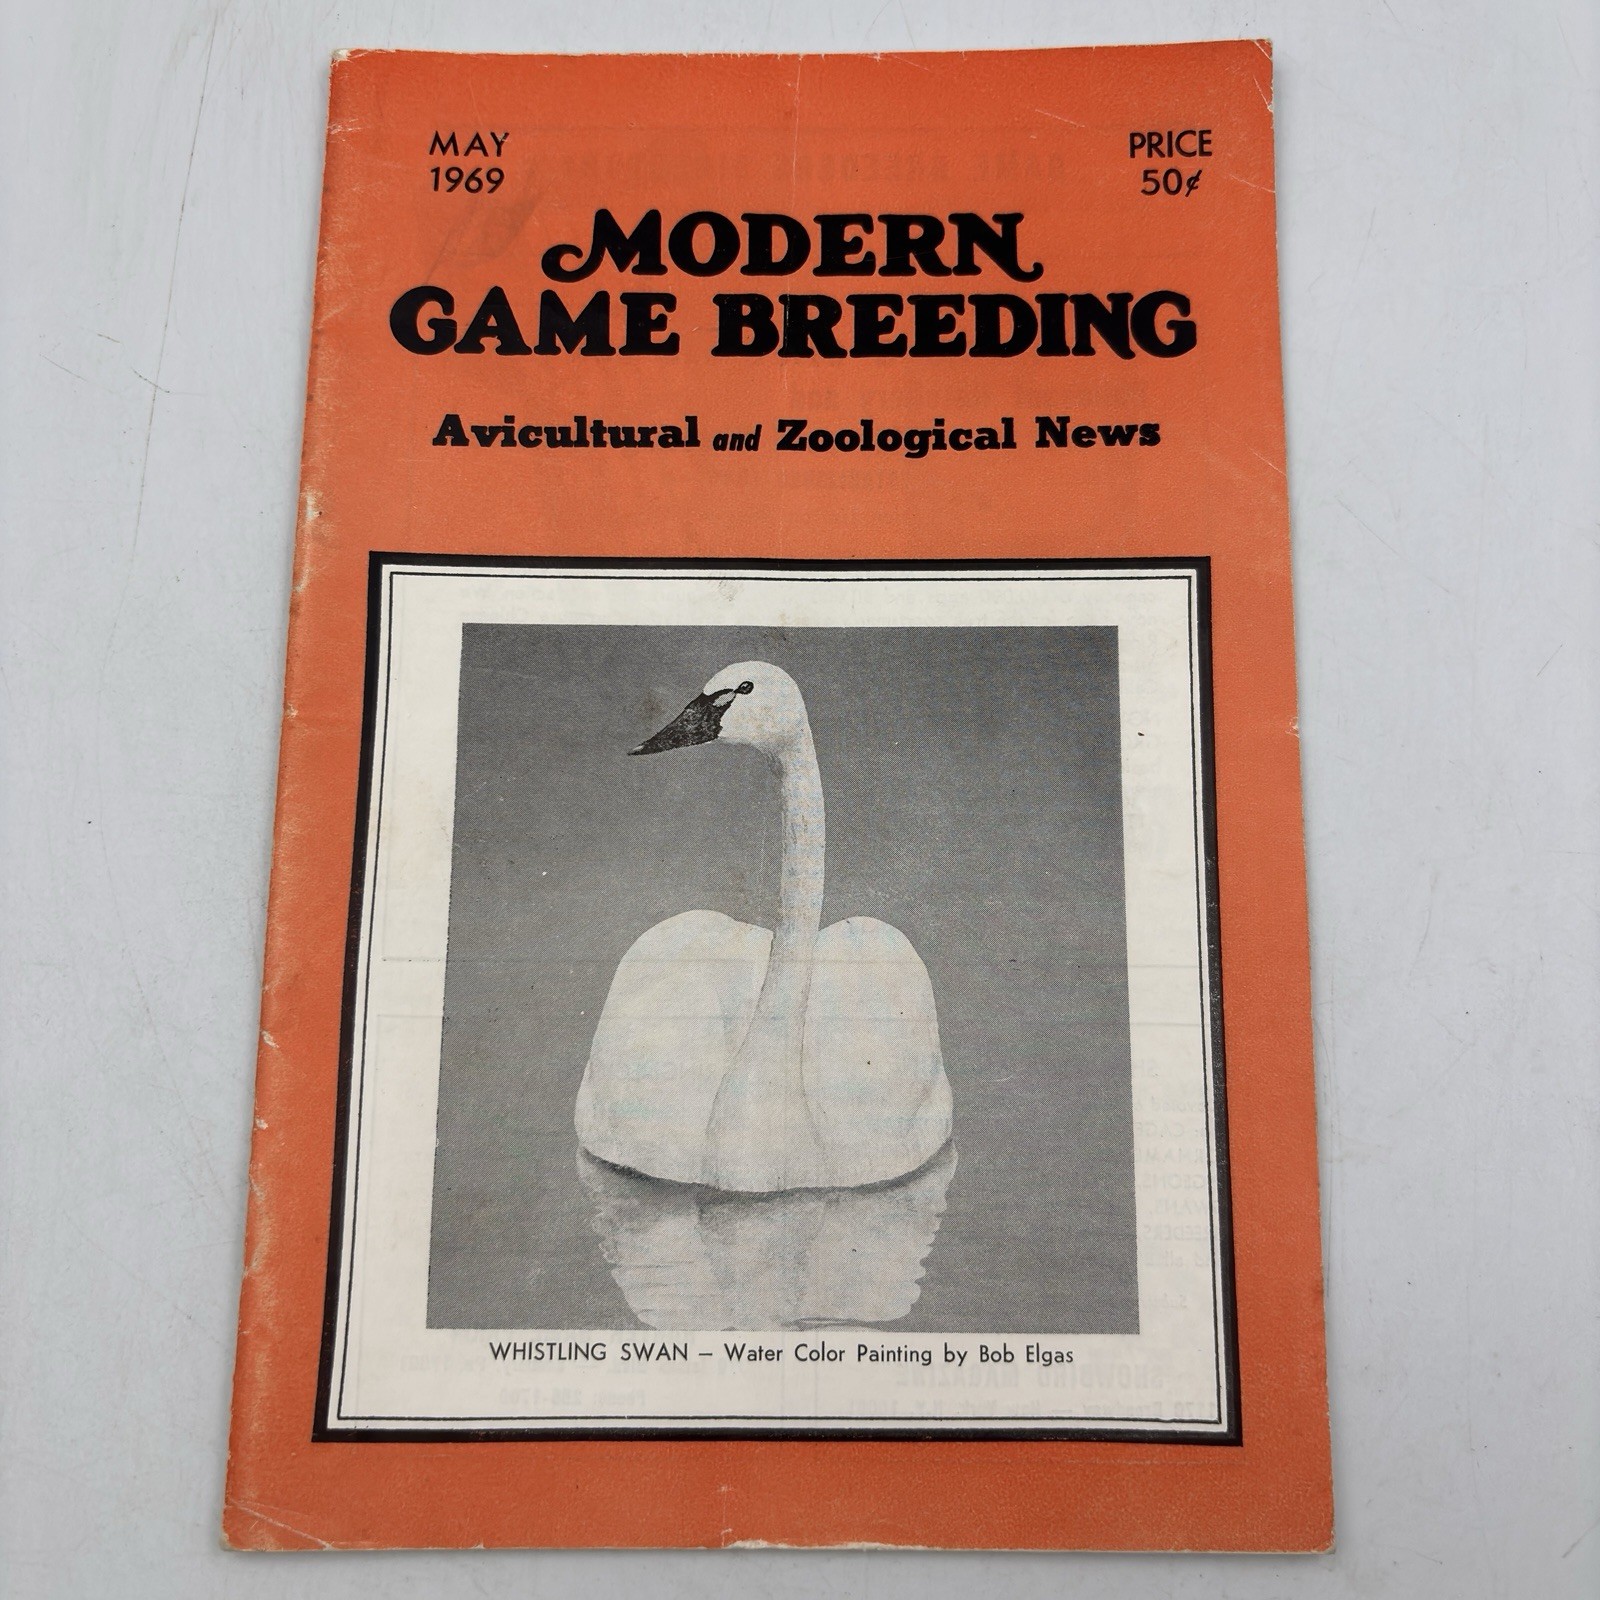 MAY
1969
PRICE
50¢
MODERN
GAME BREEDING
Avicultural and Zoological News
WHISTLING SWAN – Water Color Painting by Bob Elgas